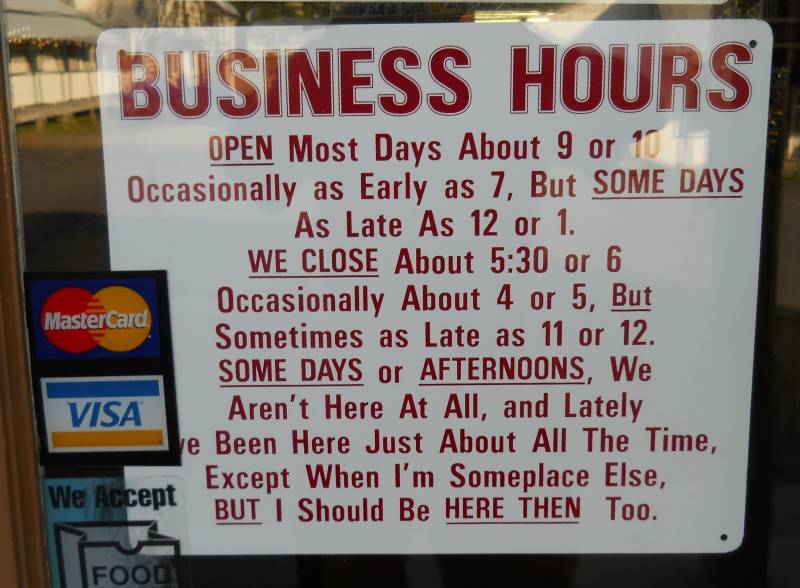 BUSINESS HOURS
OPEN Most Days About 9 or 10
Occasionally as Early as 7, But SOME DAYS
As Late As 12 or 1.
WE CLOSE About 5:30 or 6
Occasionally About 4 or 5, But
Sometimes as Late as 11 or 12.
SOME DAYS or AFTERNOONS, We
Aren't Here At All, and Lately
've Been Here Just About All The Time,
Except When I'm Someplace Else,
BUT I Should Be HERE THEN Too.
MasterCard
VISA
We Accept
FOOD